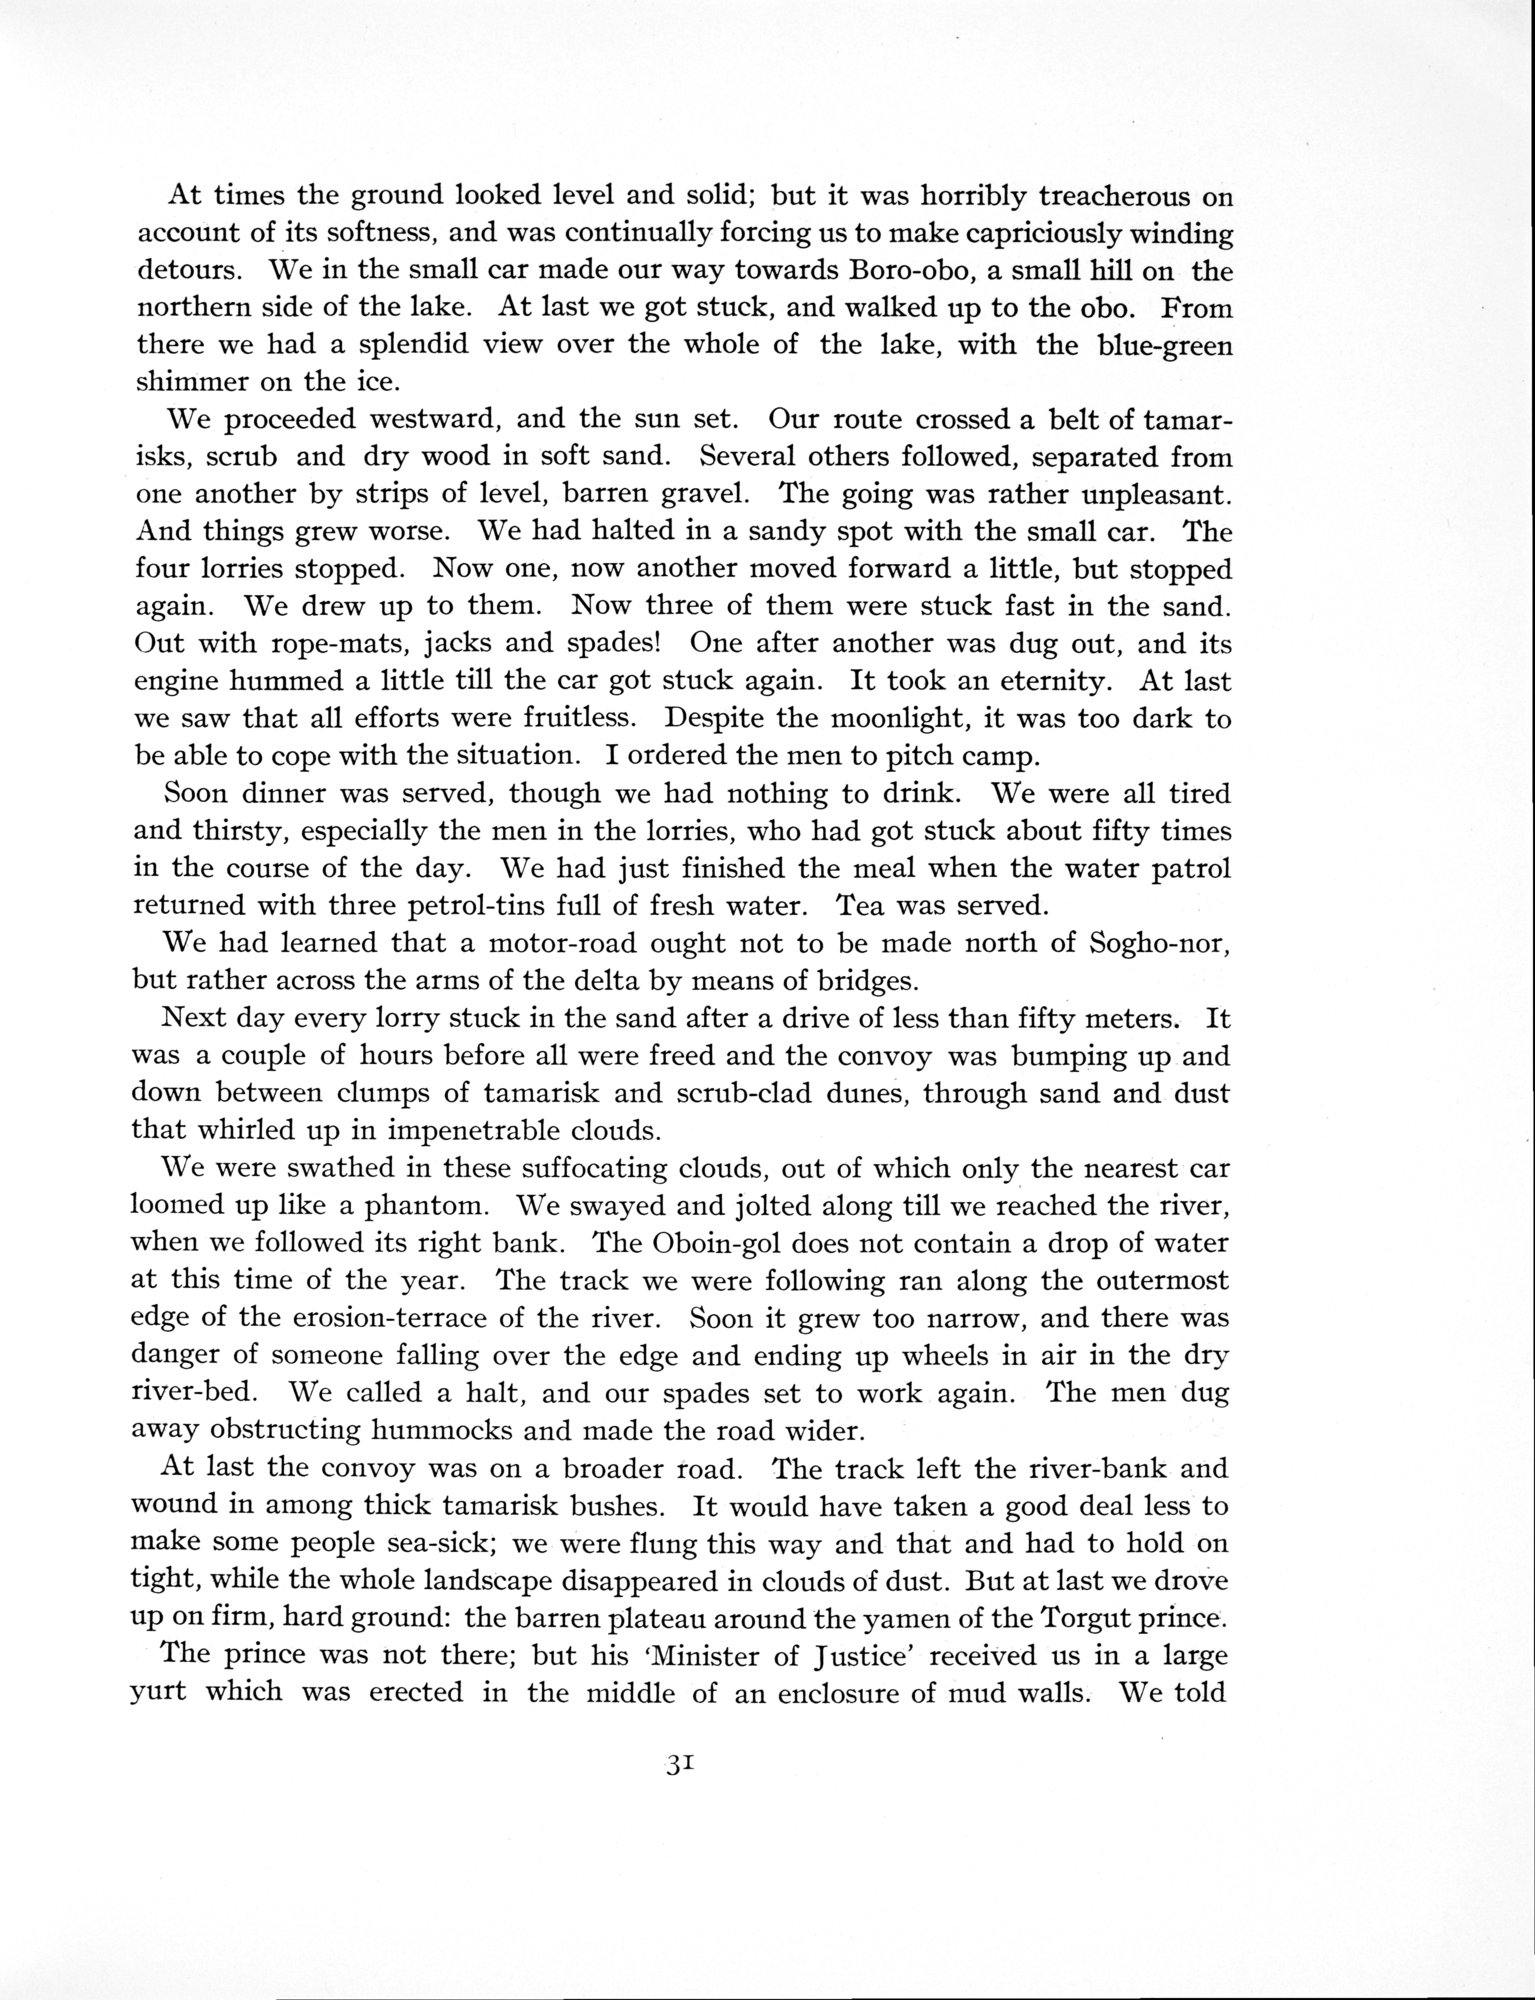 At times the ground looked level and solid; but it was horribly treacherous on
account of its softness, and was continually forcing us to make capriciously winding
detours. We in the small car made our way towards Boro-obo, a small hill on the
northern side of the lake. At last we got stuck, and walked up to the obo. From
there we had a splendid view over the whole of the lake, with the blue-green
shimmer on the ice.
We proceeded westward, and the sun set. Our route crossed a belt of tamar-
isks, scrub and dry wood in soft sand. Several others followed, separated from
one another by strips of level, barren gravel. The going was rather unpleasant.
And things grew worse. We had halted in a sandy spot with the small car. The
four lorries stopped. Now one, now another moved forward a little, but stopped
again. We drew up to them. Now three of them were stuck fast in the sand.
Out with rope-mats, jacks and spades! One after another was dug out, and its
engine hummed a little till the car got stuck again. It took an eternity. At last
we saw that all efforts were fruitless. Despite the moonlight, it was too dark to
be able to cope with the situation. I ordered the men to pitch camp.
Soon dinner was served, though we had nothing to drink. We were all tired
and thirsty, especially the men in the lorries, who had got stuck about fifty times
in the course of the day. We had just finished the meal when the water patrol
returned with three petrol-tins full of fresh water. Tea was served.
We had learned that a motor-road ought not to be made north of Sogho-nor,
but rather across the arms of the delta by means of bridges.
Next day every lorry stuck in the sand after a drive of less than fifty meters. It
was a couple of hours before all were freed and the convoy was bumping up and
down between clumps of tamarisk and scrub-clad dunes, through sand and dust
that whirled up in impenetrable clouds.
We were swathed in these suffocating clouds, out of which only the nearest car
loomed up like a phantom. We swayed and jolted along till we reached the river,
when we followed its right bank. The Oboin-gol does not contain a drop of water
at this time of the year. The track we were following ran along the outermost
edge of the erosion-terrace of the river. Soon it grew too narrow, and there was
danger of someone falling over the edge and ending up wheels in air in the dry
river-bed. We called a halt, and our spades set to work again. The men dug
away obstructing hummocks and made the road wider.
At last the convoy was on a broader road. The track left the river-bank and
wound in among thick tamarisk bushes. It would have taken a good deal less to
make some people sea-sick; we were flung this way and that and had to hold on
tight, while the whole landscape disappeared in clouds of dust. But at last we drove
up on firm, hard ground: the barren plateau around the yamen of the Torgut prince.
The prince was not there; but his ‘Minister of Justice’ received us in a large
yurt which was erected in the middle of an enclosure of mud walls. We told
31